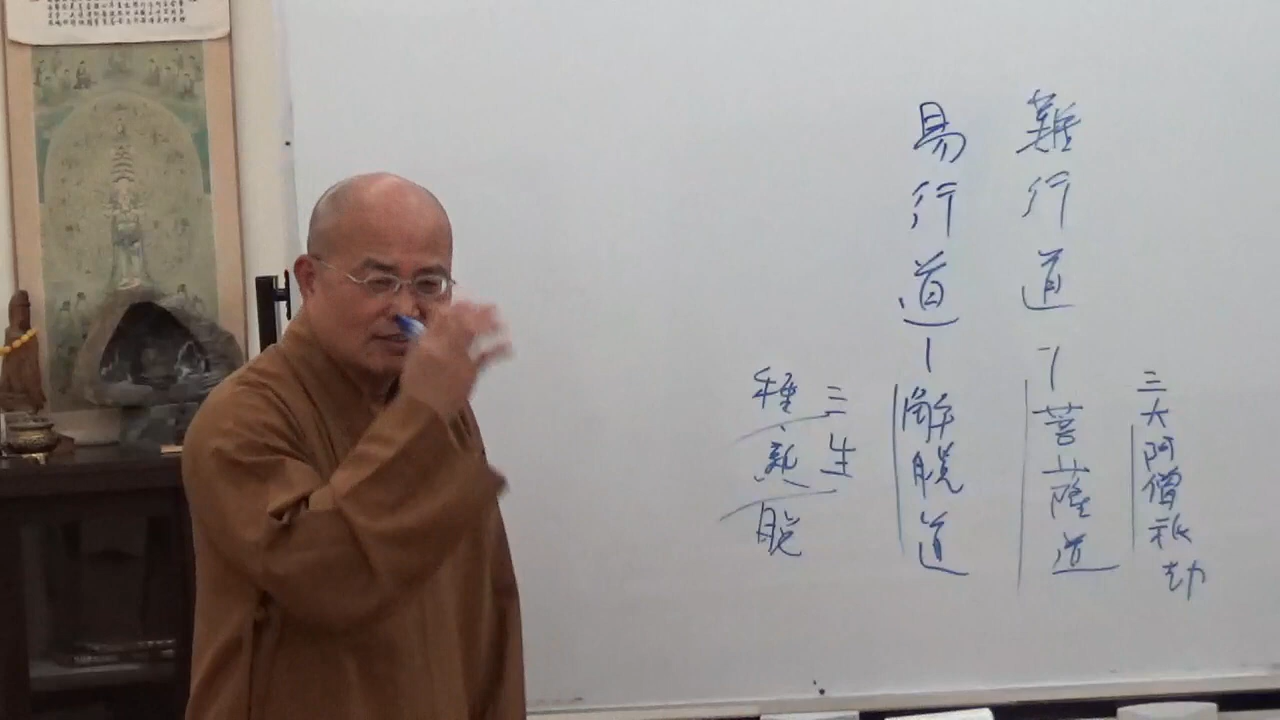 三大阿僧祇劫
難行道-菩薩道
易行道-解脫道
三生
種熟脫